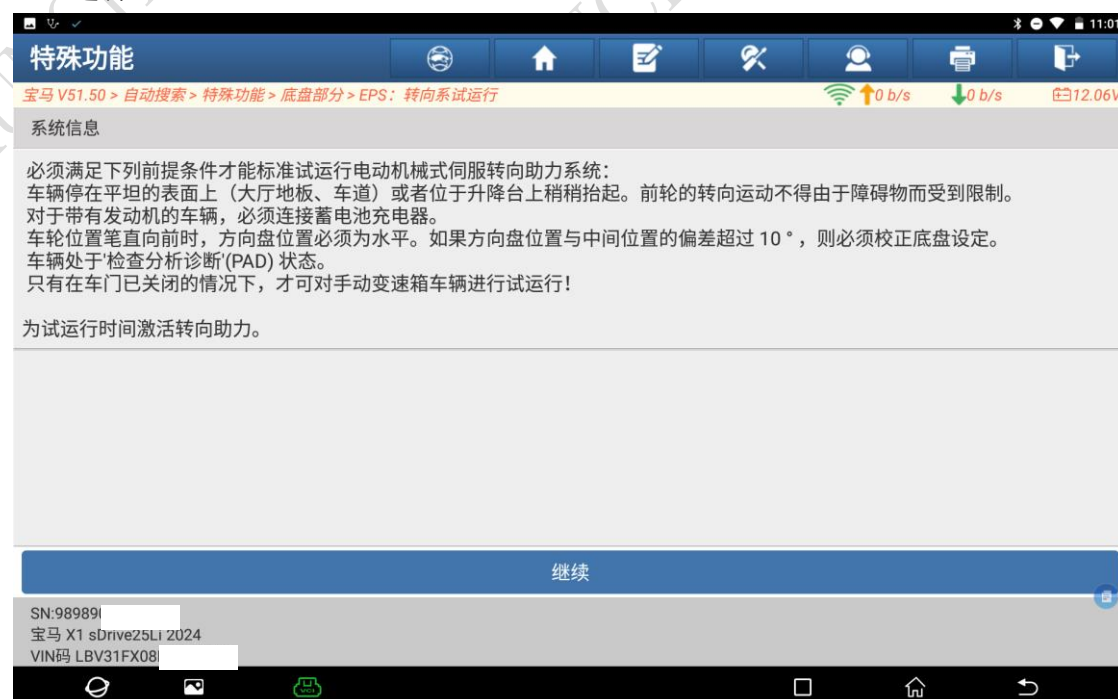 11:01
特殊功能
宝马 V51.50 > 自动搜索 > 特殊功能 > 底盘部分 > EPS：转向系试运行
0 b/s
0 b/s
12.06V
系统信息
必须满足下列前提条件才能标准试运行电动机械式伺服转向助力系统：
车辆停在平坦的表面上（大厅地板、车道）或者位于升降台上稍稍抬起。前轮的转向运动不得由于障碍物而受到限制。
对于带有发动机的车辆，必须连接蓄电池充电器。
车轮位置笔直向前时，方向盘位置必须为水平。如果方向盘位置与中间位置的偏差超过 10 °，则必须校正底盘设定。
车辆处于'检查分析诊断'(PAD) 状态。
只有在车门已关闭的情况下，才可对手动变速箱车辆进行试运行！
为试运行时间激活转向助力。
继续
SN:98989
宝马 X1 sDrive25Li 2024
VIN码 LBV31FX08